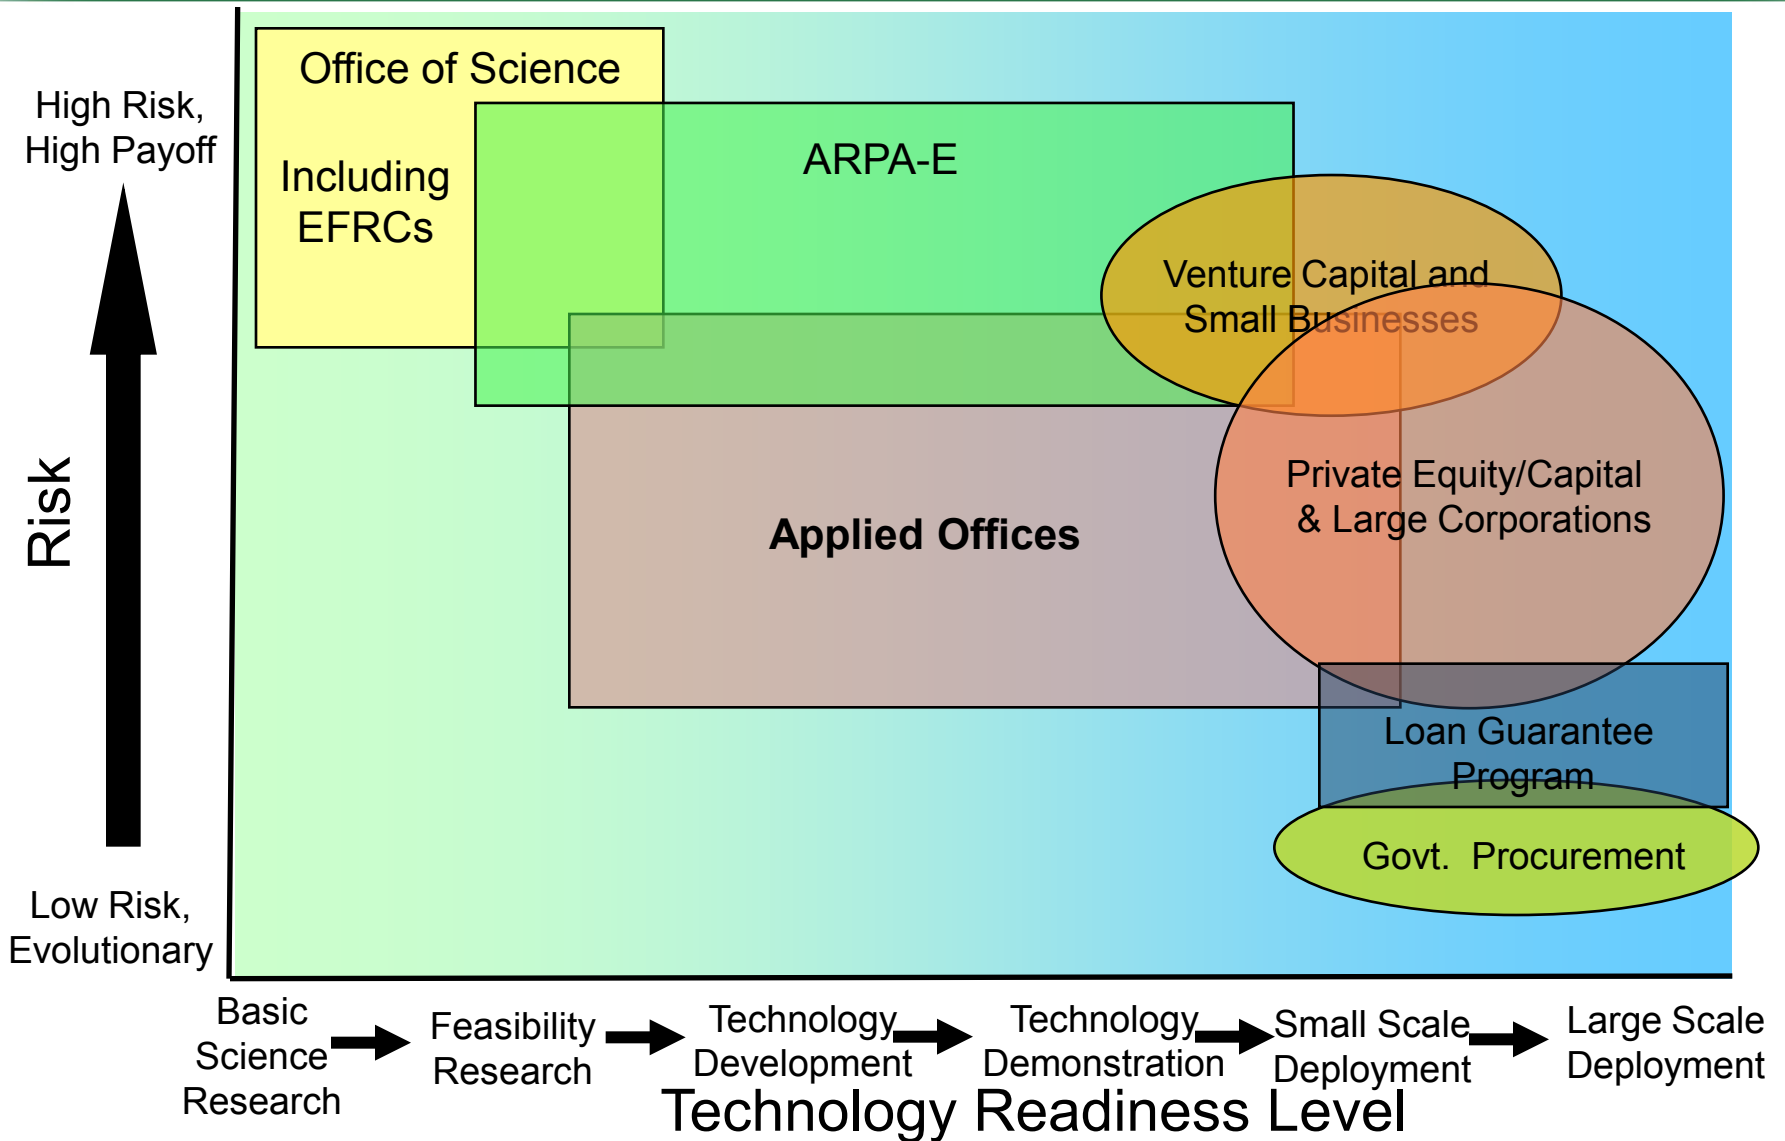 Office of Science
Including
EFRCs
ARPA-E
Venture Capital and
Small Businesses
Private Equity/Capital
& Large Corporations
Applied Offices
Loan Guarantee
Program
Govt. Procurement
High Risk,
High Payoff
Risk
Low Risk,
Evolutionary
Basic
Science
Research
Feasibility
Research
Technology
Development
Technology
Demonstration
Small Scale
Deployment
Large Scale
Deployment
Technology Readiness Level